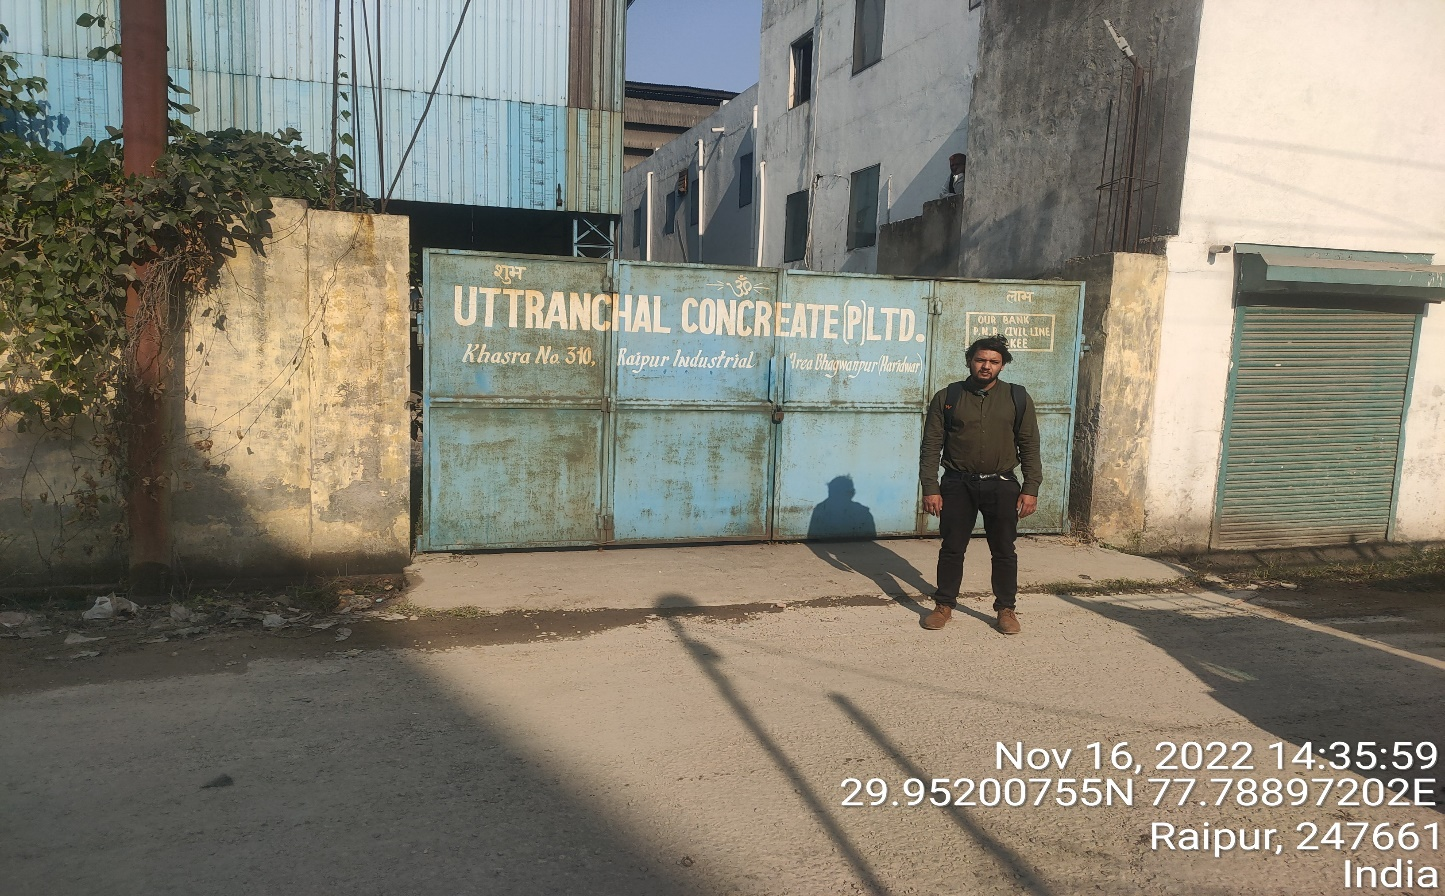 शुभ
ॐ
लाभ
UTTRANCHAL CONCREATE (P) LTD.
Khasra No. 310, Raipur Industrial Area Bhagwanpur (Haridwar)
OUR BANK
P.N.B. CIVIL LINE
Nov 16, 2022 14:35:59
29.95200755N 77.78897202E
Raipur, 247661
India